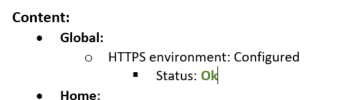 Content:
Global:
HTTPS environment: Configured
Status: Ok
Home: